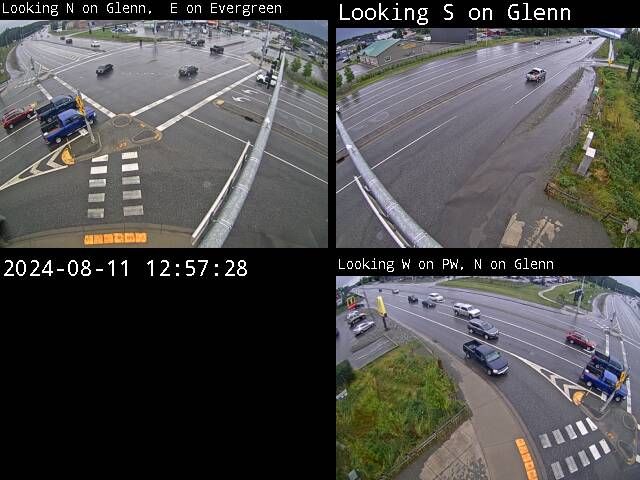 Looking N on Glenn,  E on Evergreen
Looking S on Glenn
2024-08-11 12:57:28
Looking W on PW, N on Glenn